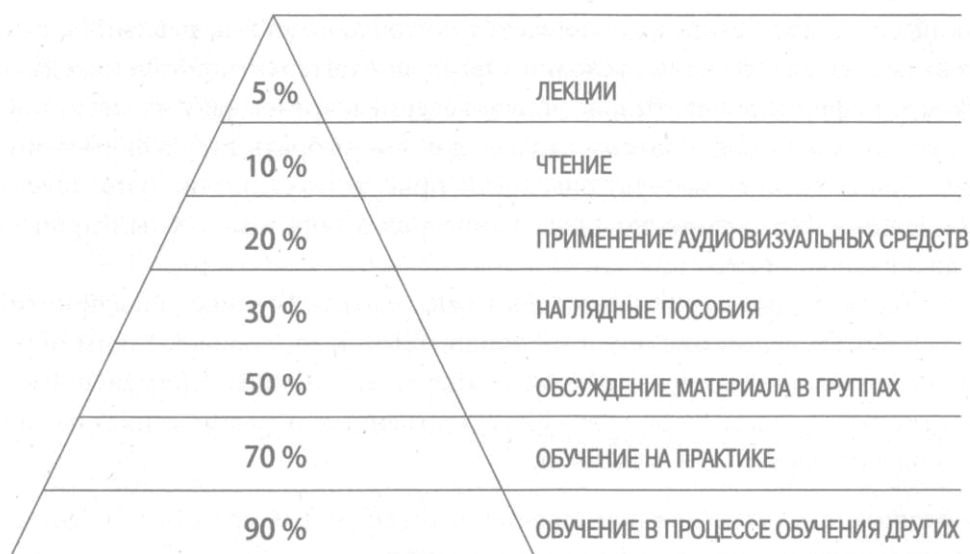 5 % ЛЕКЦИИ
10 % ЧТЕНИЕ
20 % ПРИМЕНЕНИЕ АУДИОВИЗУАЛЬНЫХ СРЕДСТВ
30 % НАГЛЯДНЫЕ ПОСОБИЯ
50 % ОБСУЖДЕНИЕ МАТЕРИАЛА В ГРУППАХ
70 % ОБУЧЕНИЕ НА ПРАКТИКЕ
90 % ОБУЧЕНИЕ В ПРОЦЕССЕ ОБУЧЕНИЯ ДРУГИХ